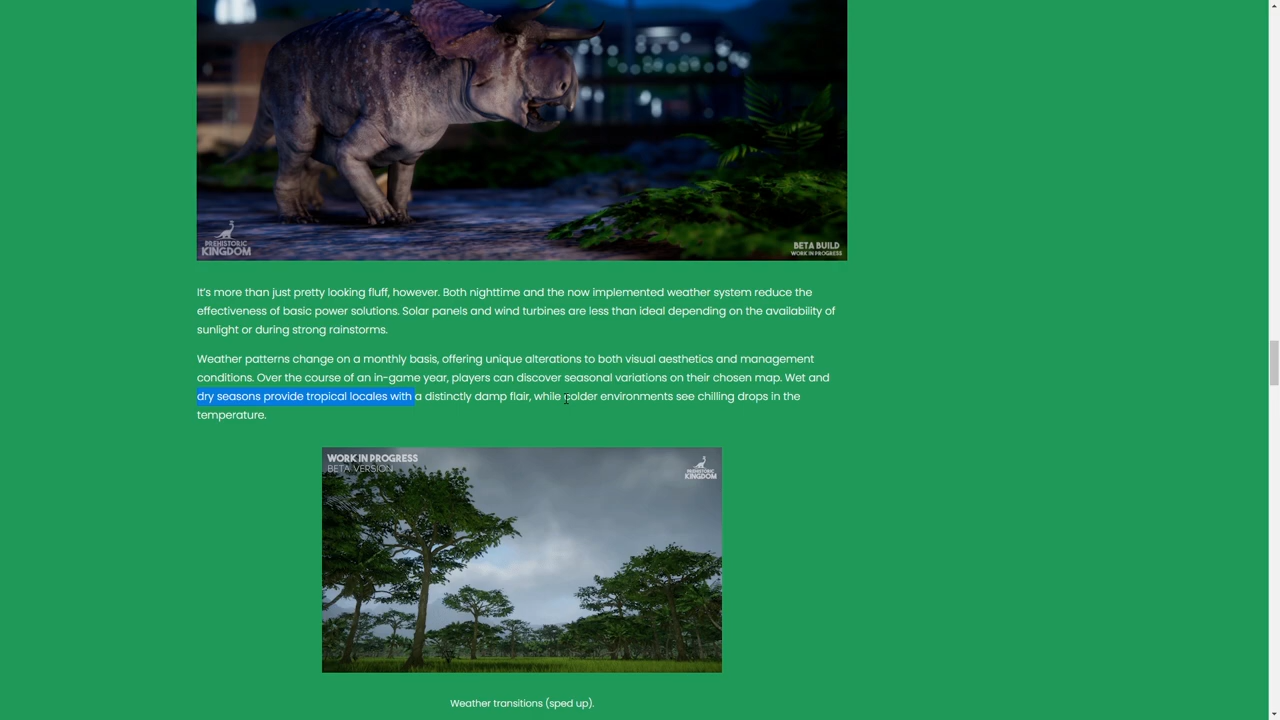 PREHISTORIC
KINGDOM
BETA BUILD
WORK IN PROGRESS
It's more than just pretty looking fluff, however. Both nighttime and the now implemented weather system reduce the
effectiveness of basic power solutions. Solar panels and wind turbines are less than ideal depending on the availability of
sunlight or during strong rainstorms.
Weather patterns change on a monthly basis, offering unique alterations to both visual aesthetics and management
conditions. Over the course of an in-game year, players can discover seasonal variations on their chosen map. Wet and
dry seasons provide tropical locales with a distinctly damp flair, while colder environments see chilling drops in the
temperature.
WORK IN PROGRESS
BETA VERSION
PREHISTORIC
KINGDOM
Weather transitions (sped up).